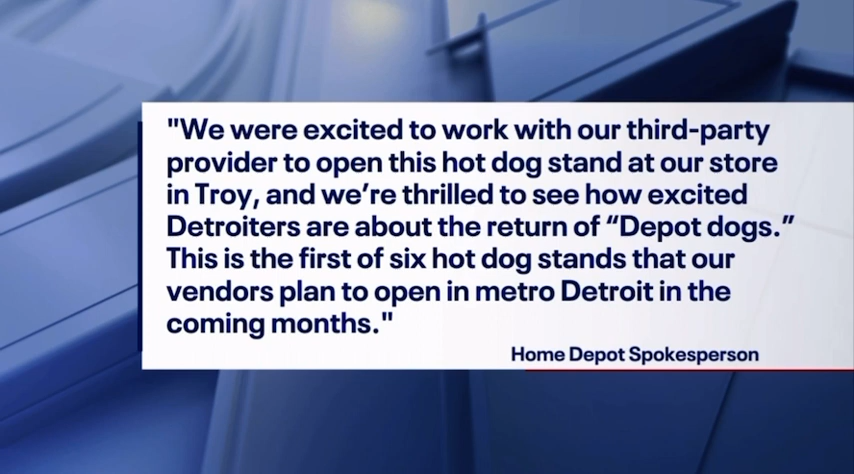 "We were excited to work with our third-party
provider to open this hot dog stand at our store
in Troy, and we’re thrilled to see how excited
Detroiters are about the return of “Depot dogs.”
This is the first of six hot dog stands that our
vendors plan to open in metro Detroit in the
coming months."
Home Depot Spokesperson